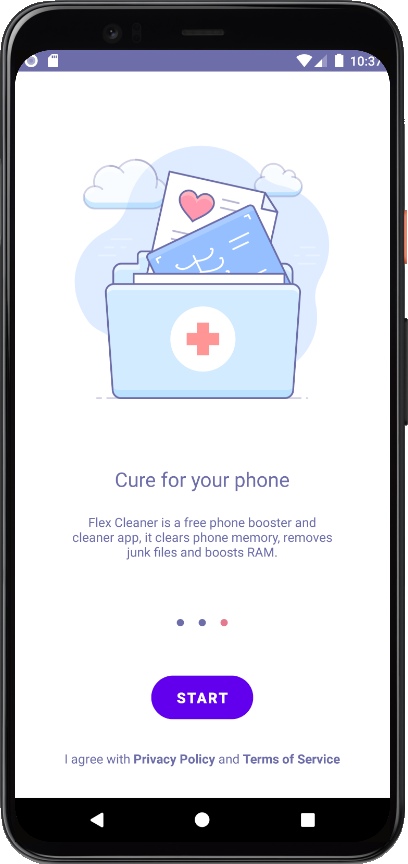 10:37
Cure for your phone
Flex Cleaner is a free phone booster and
cleaner app, it clears phone memory, removes
junk files and boosts RAM.
START
I agree with Privacy Policy and Terms of Service